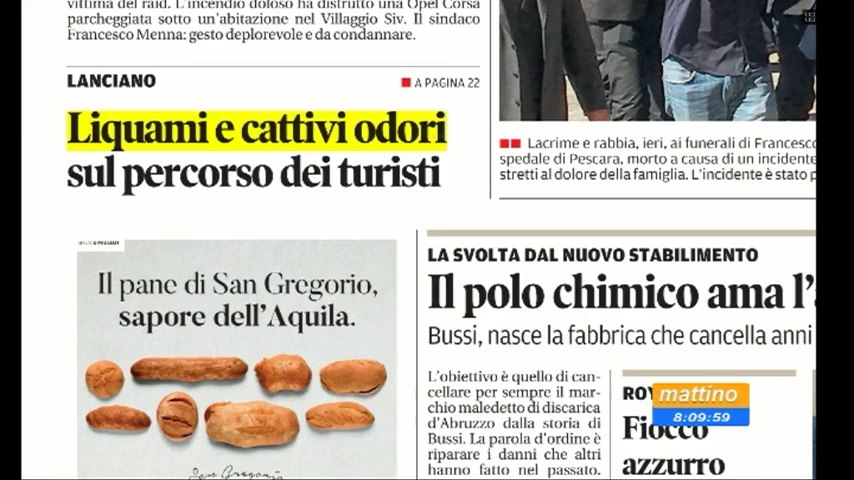 vittima del raid. L'incendio doloso ha distrutto una Opel Corsa
parcheggiata sotto un'abitazione nel Villaggio Siv. Il sindaco
Francesco Menna: gesto deplorevole e da condannare.
LANCIANO
A PAGINA 22
Liquami e cattivi odori
sul percorso dei turisti
Lacrime e rabbia, ieri, ai funerali di Francesco
spedale di Pescara, morto a causa di un incidente
stretti al dolore della famiglia. L'incidente è stato
Il pane di San Gregorio,
sapore dell'Aquila.
San Gregorio
LA SVOLTA DAL NUOVO STABILIMENTO
Il polo chimico ama l'
Bussi, nasce la fabbrica che cancella anni
L'obiettivo è quello di can-
cellare per sempre il mar-
chio maledetto di discarica
d'Abruzzo dalla storia di
Bussi. La parola d'ordine è
riparare i danni che altri
hanno fatto nel passato.
Fiocco
azzurro
mattino
8:09:59